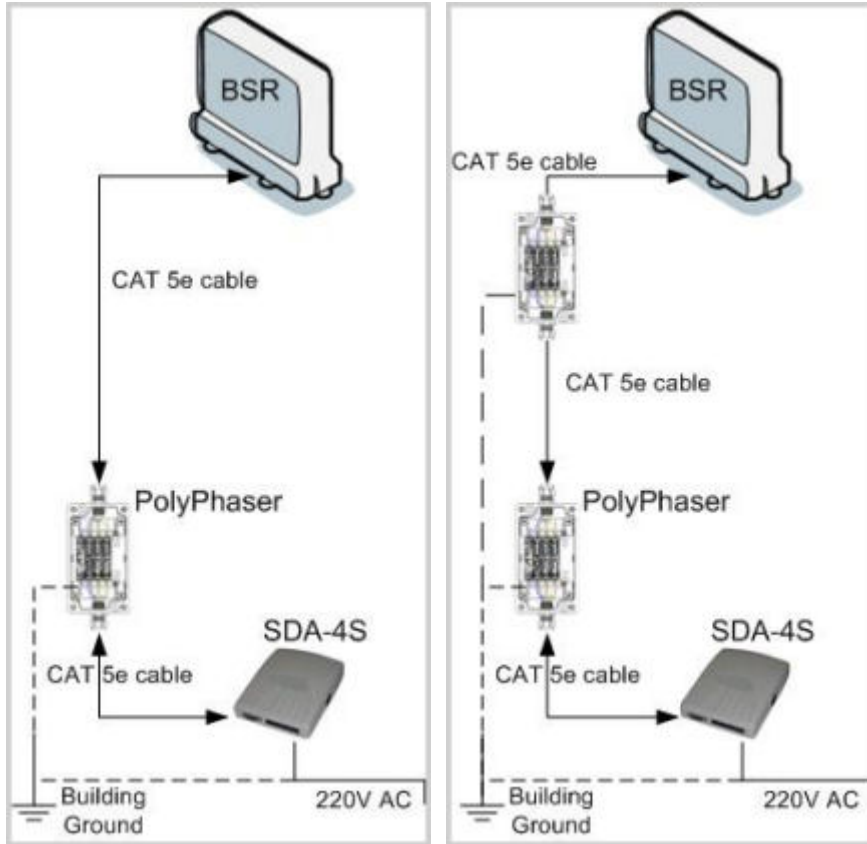 BSR
CAT 5e cable
PolyPhaser
SDA-4S
CAT 5e cable
Building
Ground
220V AC
BSR
CAT 5e cable
CAT 5e cable
PolyPhaser
SDA-4S
CAT 5e cable
Building
Ground
220V AC